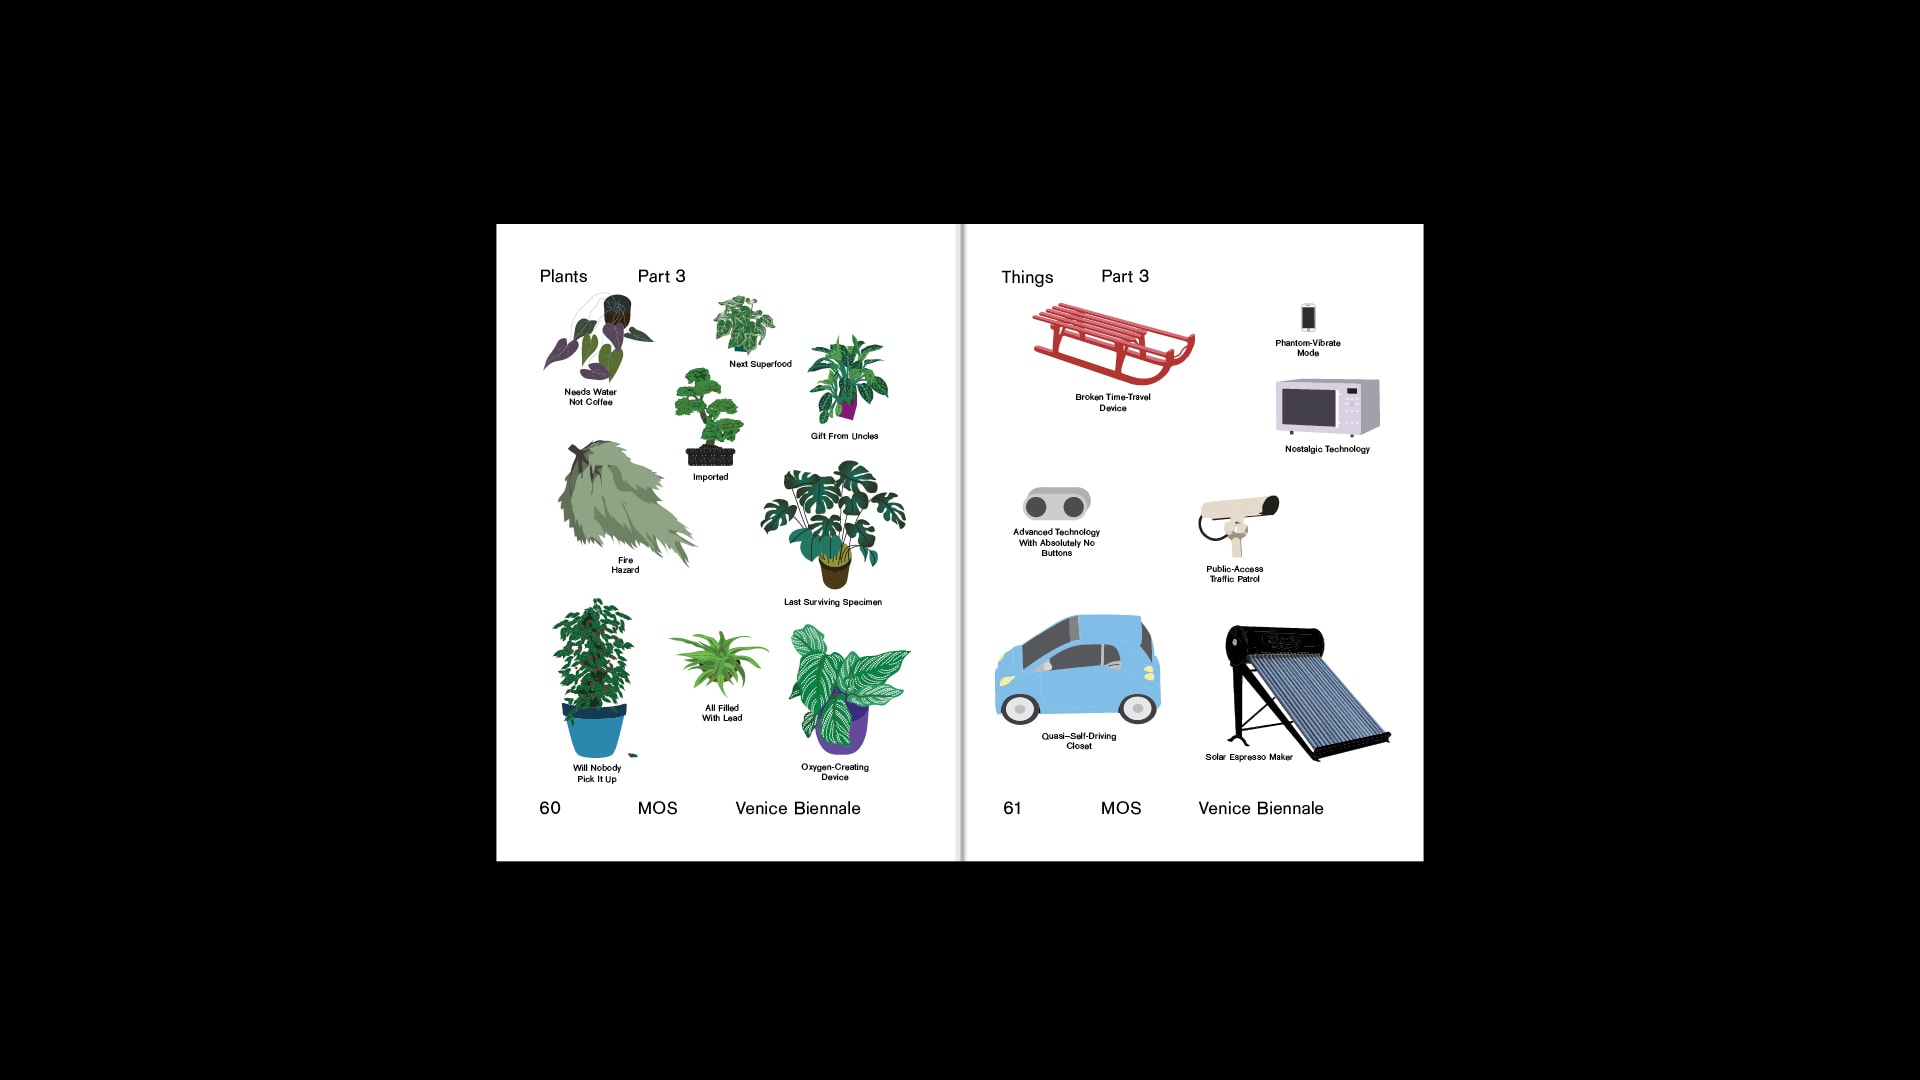 Plants Part 3
Next Superfood
Needs Water
Not Coffee
Gift From Uncles
Imported
Fire
Hazard
Last Surviving Specimen
All Filled
With Lead
Will Nobody
Pick It Up
Oxygen-Creating
Device
60 MOS Venice Biennale
Things Part 3
Phantom-Vibrate
Mode
Broken Time-Travel
Device
Nostalgic Technology
Advanced Technology
With Absolutely No
Buttons
Public-Access
Traffic Patrol
Quasi–Self-Driving
Closet
Solar Espresso Maker
61 MOS Venice Biennale